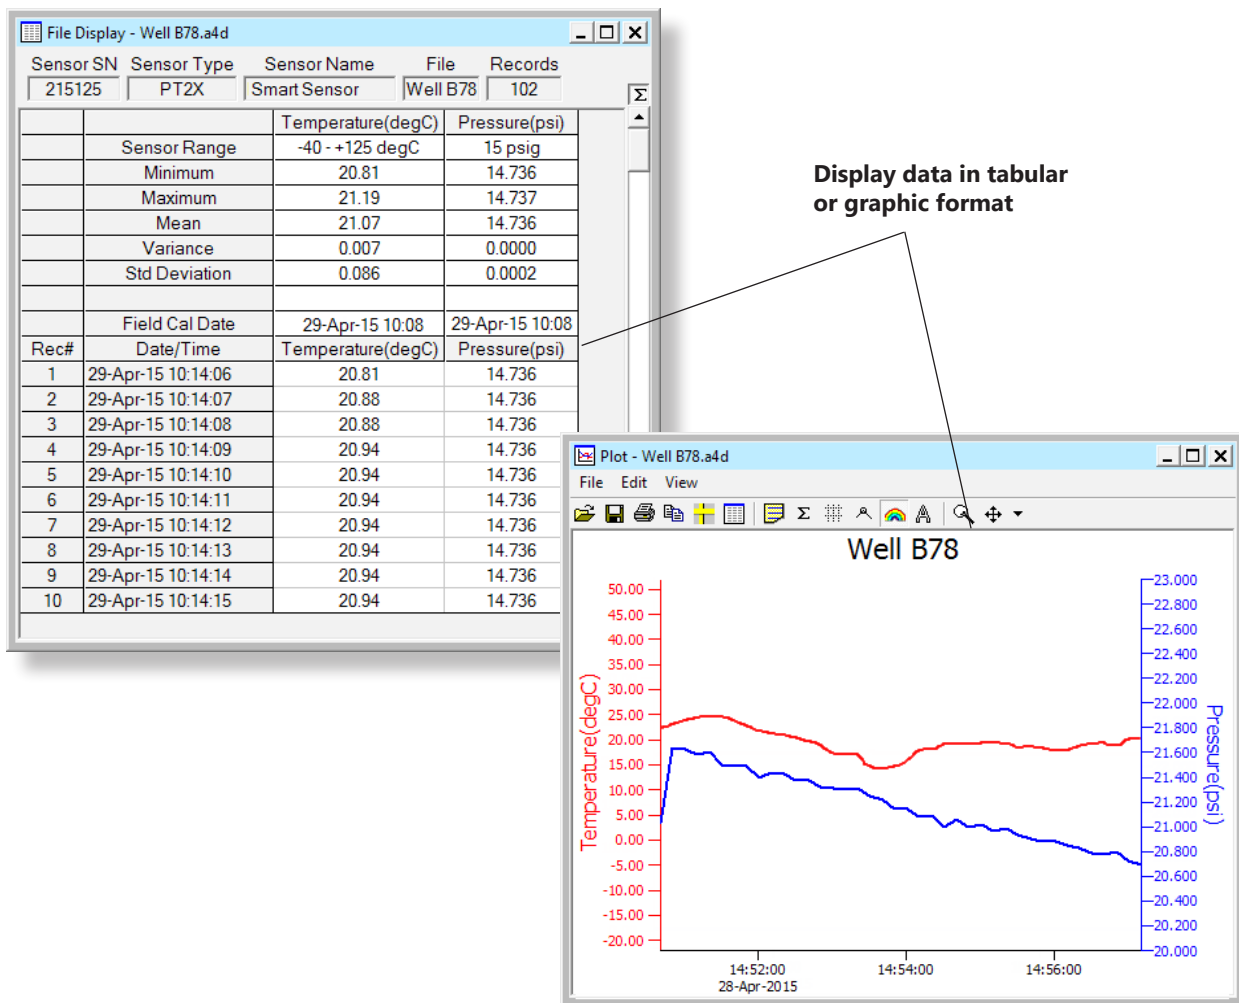 File Display - Well B78.a4d
Sensor SN Sensor Type Sensor Name File Records
215125 PT2X Smart Sensor Well B78 102
Σ
Temperature(degC) Pressure(psi)
Sensor Range -40 - +125 degC 15 psig
Minimum 20.81 14.736
Maximum 21.19 14.737
Mean 21.07 14.736
Variance 0.007 0.0000
Std Deviation 0.086 0.0002
Field Cal Date 29-Apr-15 10:08 29-Apr-15 10:08
Rec# Date/Time Temperature(degC) Pressure(psi)
1 29-Apr-15 10:14:06 20.81 14.736
2 29-Apr-15 10:14:07 20.88 14.736
3 29-Apr-15 10:14:08 20.88 14.736
4 29-Apr-15 10:14:09 20.94 14.736
5 29-Apr-15 10:14:10 20.94 14.736
6 29-Apr-15 10:14:11 20.94 14.736
7 29-Apr-15 10:14:12 20.94 14.736
8 29-Apr-15 10:14:13 20.94 14.736
9 29-Apr-15 10:14:14 20.94 14.736
10 29-Apr-15 10:14:15 20.94 14.736
Display data in tabular
or graphic format
Plot - Well B78.a4d
File Edit View
Σ A
Well B78
Temperature(degC)
50.00
45.00
40.00
35.00
30.00
25.00
20.00
15.00
10.00
5.00
0.00
-5.00
-10.00
-15.00
-20.00
23.000
22.800
22.600
22.400
22.200
22.000
21.800
21.600
21.400
21.200
21.000
20.800
20.600
20.400
20.200
20.000
Pressure(psi)
14:52:00 14:54:00 14:56:00
28-Apr-2015